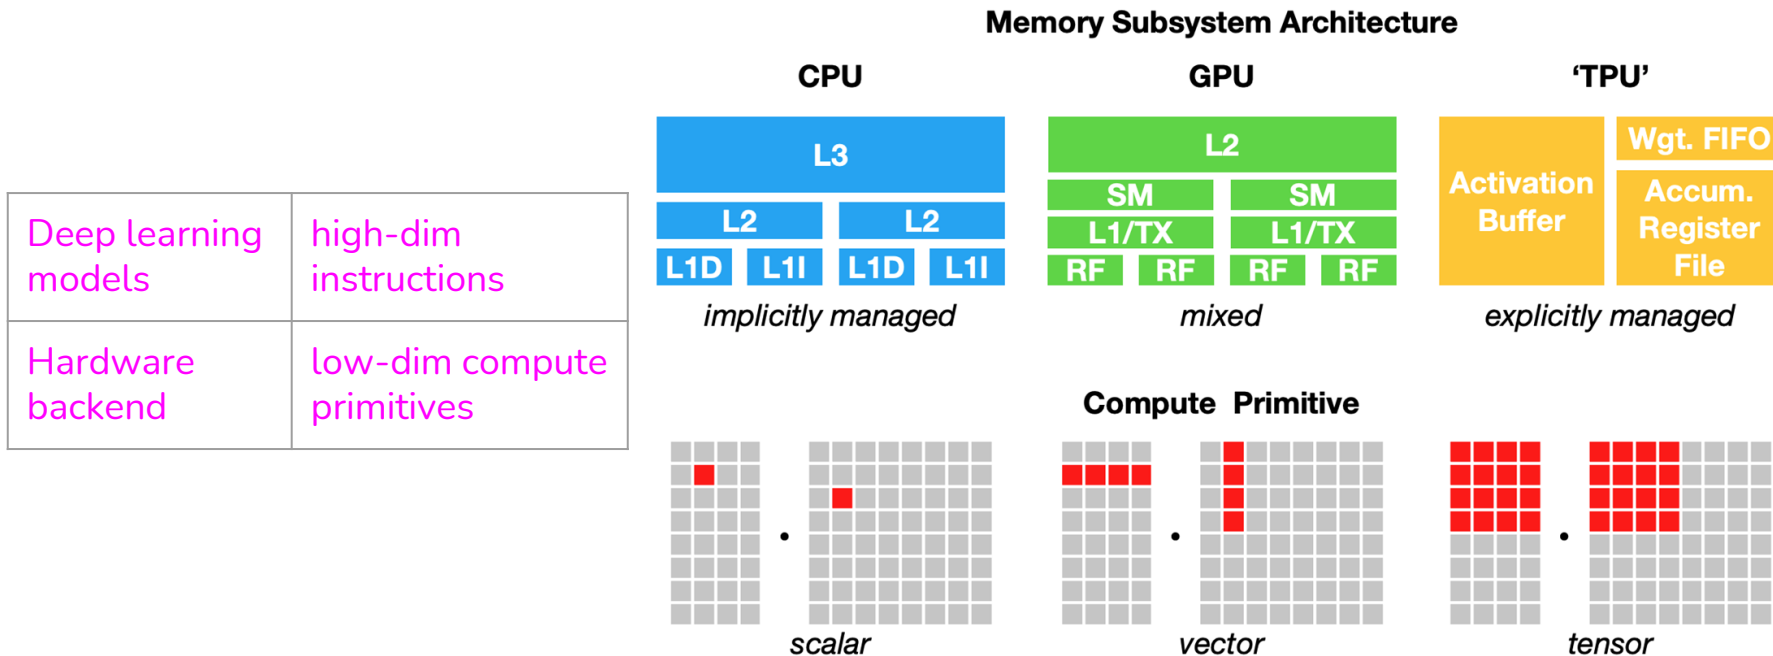 Deep learning
models
high-dim
instructions
Hardware
backend
low-dim compute
primitives
Memory Subsystem Architecture
CPU
GPU
‘TPU’
L3
L2
L2
L1D
L1I
L1D
L1I
implicitly managed
L2
SM
SM
L1/TX
L1/TX
RF
RF
RF
RF
mixed
Activation
Buffer
Wgt. FIFO
Accum.
Register
File
explicitly managed
Compute Primitive
scalar
vector
tensor